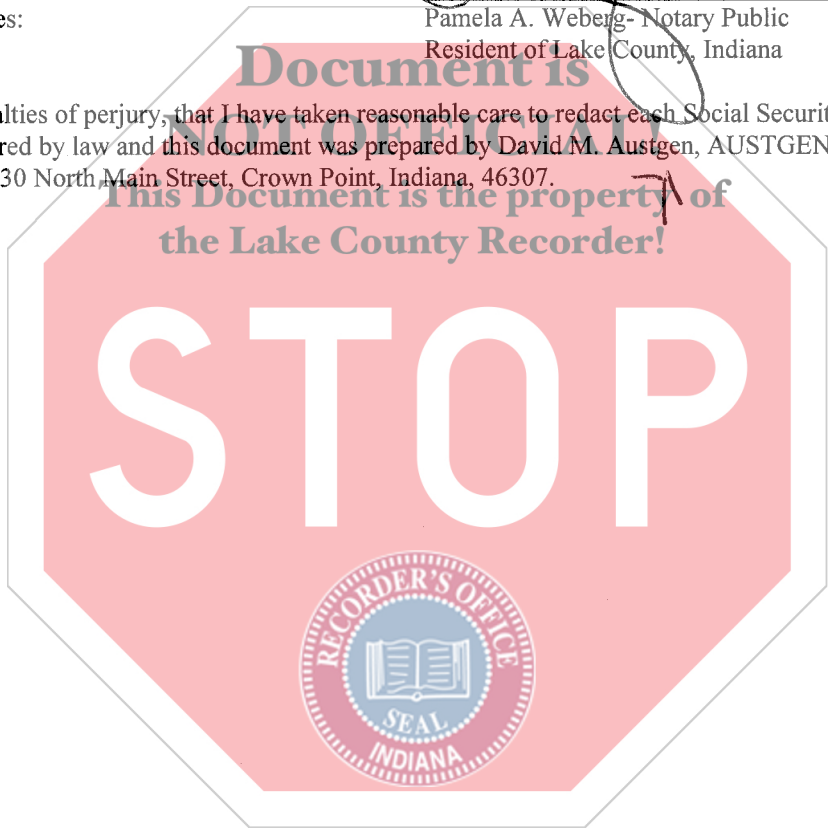 es:
Pamela A. Weberg- Notary Public
Resident of Lake County, Indiana
Document is
lties of perjury, that I have taken reasonable care to redact each Social Securit
NOT OFFICIAL!
red by law and this document was prepared by David M. Austgen, AUSTGEN
30 North Main Street, Crown Point, Indiana, 46307.
This Document is the property of
the Lake County Recorder!
STOP
RECORDER'S OFFICE
SEAL
INDIANA